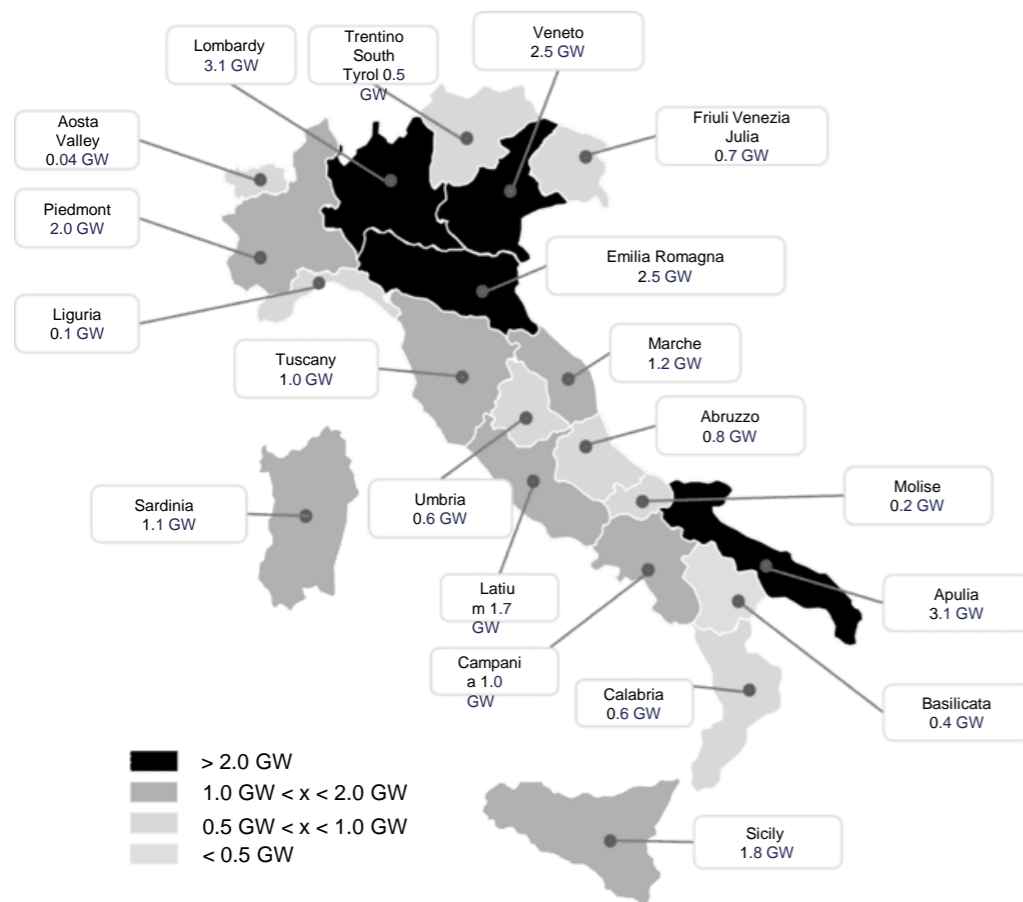 Lombardy
3.1 GW
Trentino
South
Tyrol 0.5
GW
Veneto
2.5 GW
Aosta
Valley
0.04 GW
Friuli Venezia
Julia
0.7 GW
Piedmont
2.0 GW
Emilia Romagna
2.5 GW
Liguria
0.1 GW
Tuscany
1.0 GW
Marche
1.2 GW
Abruzzo
0.8 GW
Sardinia
1.1 GW
Umbria
0.6 GW
Molise
0.2 GW
Latiu
m 1.7
GW
Apulia
3.1 GW
Campani
a 1.0
GW
Calabria
0.6 GW
Basilicata
0.4 GW
> 2.0 GW
1.0 GW < x < 2.0 GW
0.5 GW < x < 1.0 GW
< 0.5 GW
Sicily
1.8 GW